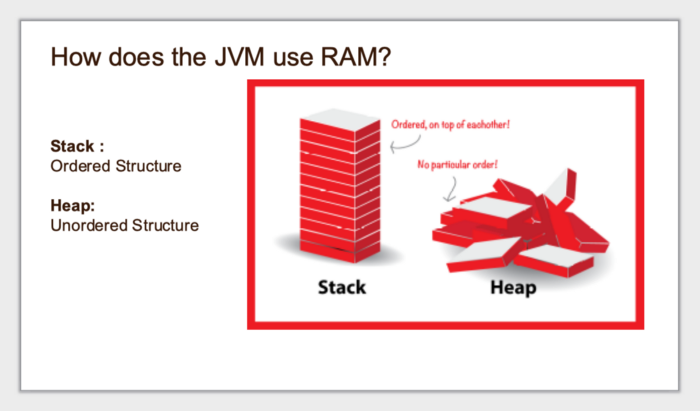 How does the JVM use RAM?
Stack :
Ordered Structure
Heap:
Unordered Structure
Ordered, on top of eachother!
No particular order!
Stack
Heap